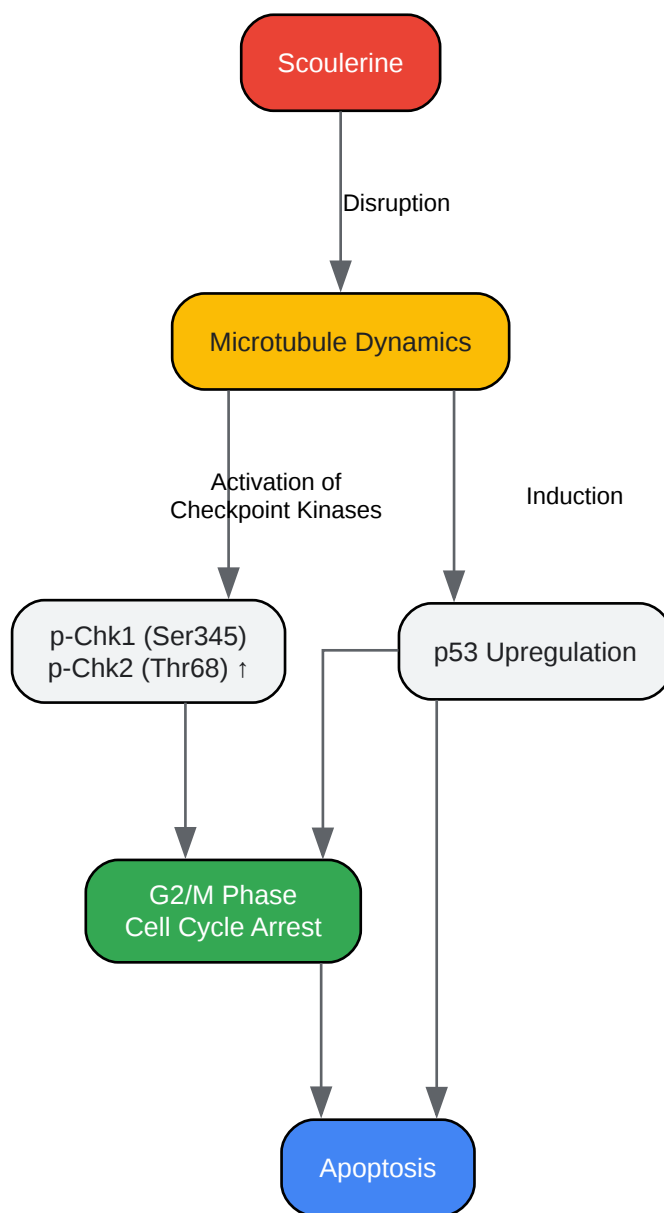 Scoulerine
Disruption
Microtubule Dynamics
Activation of
Checkpoint Kinases
Induction
p-Chk1 (Ser345)
p-Chk2 (Thr68) ↑
p53 Upregulation
G2/M Phase
Cell Cycle Arrest
Apoptosis